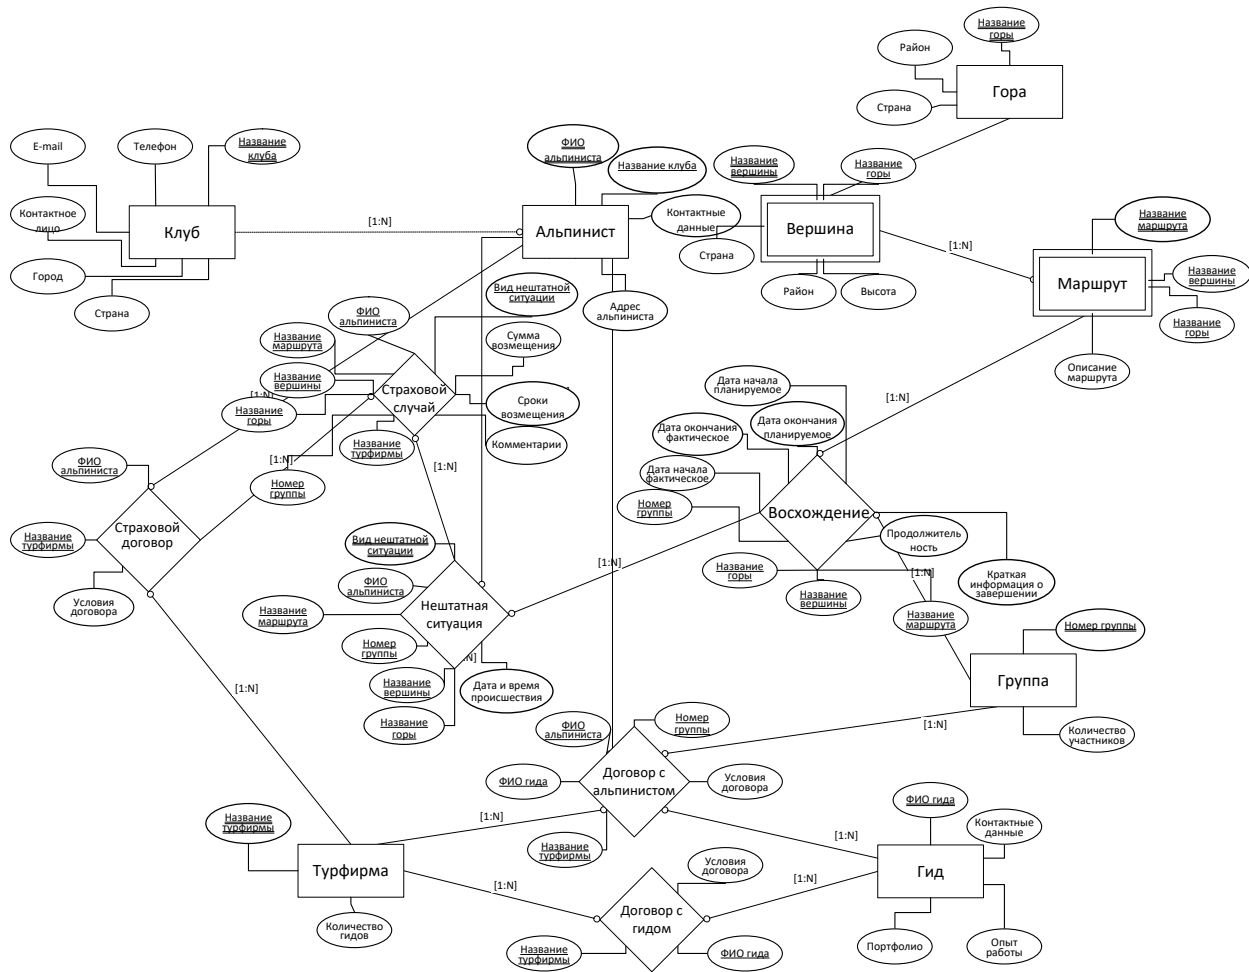 Название
горы
Район
Гора
Страна
E-mail
Телефон
Название
клуба
ФИО
альпиниста
Название клуба
Название
вершины
Название
горы
Контактное
лицо
Клуб
[1:N]
Альпинист
Контактные
данные
Вершина
[1:N]
Название
маршрута
Город
Страна
Страна
Район
Высота
Маршрут
Название
вершины
Название
горы
Вид нештатной
ситуации
Адрес
альпиниста
ФИО
альпиниста
Название
маршрута
Сумма
возмещения
Описание
маршрута
Название
вершины
[1:N]
Название
горы
Страховой
случай
Сроки
возмещения
Дата начала
планируемое
[1:N]
Дата окончания
планируемое
Дата окончания
фактическое
Название
турфирмы
Комментарии
ФИО
альпиниста
[1:N]
[1:N]
Номер
группы
Дата начала
фактическое
Номер
группы
Восхождение
Страховой
договор
Название
турфирмы
Вид нештатной
ситуации
Продолжитель
ность
[1:N]
Название
горы
[1:N]
Краткая
информация о
завершении
ФИО
альпиниста
Условия
договора
Название
маршрута
Нештатная
ситуация
Название
вершины
Название
маршрута
Номер группы
Номер
группы
[1:N]
Название
вершины
Дата и время
происшествия
Группа
[1:N]
Название
горы
ФИО
альпиниста
Номер
группы
[1:N]
Количество
участников
ФИО гида
Договор с
альпинистом
Условия
договора
Название
турфирмы
[1:N]
Название
турфирмы
[1:N]
ФИО гида
Контактные
данные
Турфирма
[1:N]
Условия
договора
[1:N]
Гид
Количество
гидов
Договор с
гидом
Название
турфирмы
ФИО гида
Портфолио
Опыт
работы